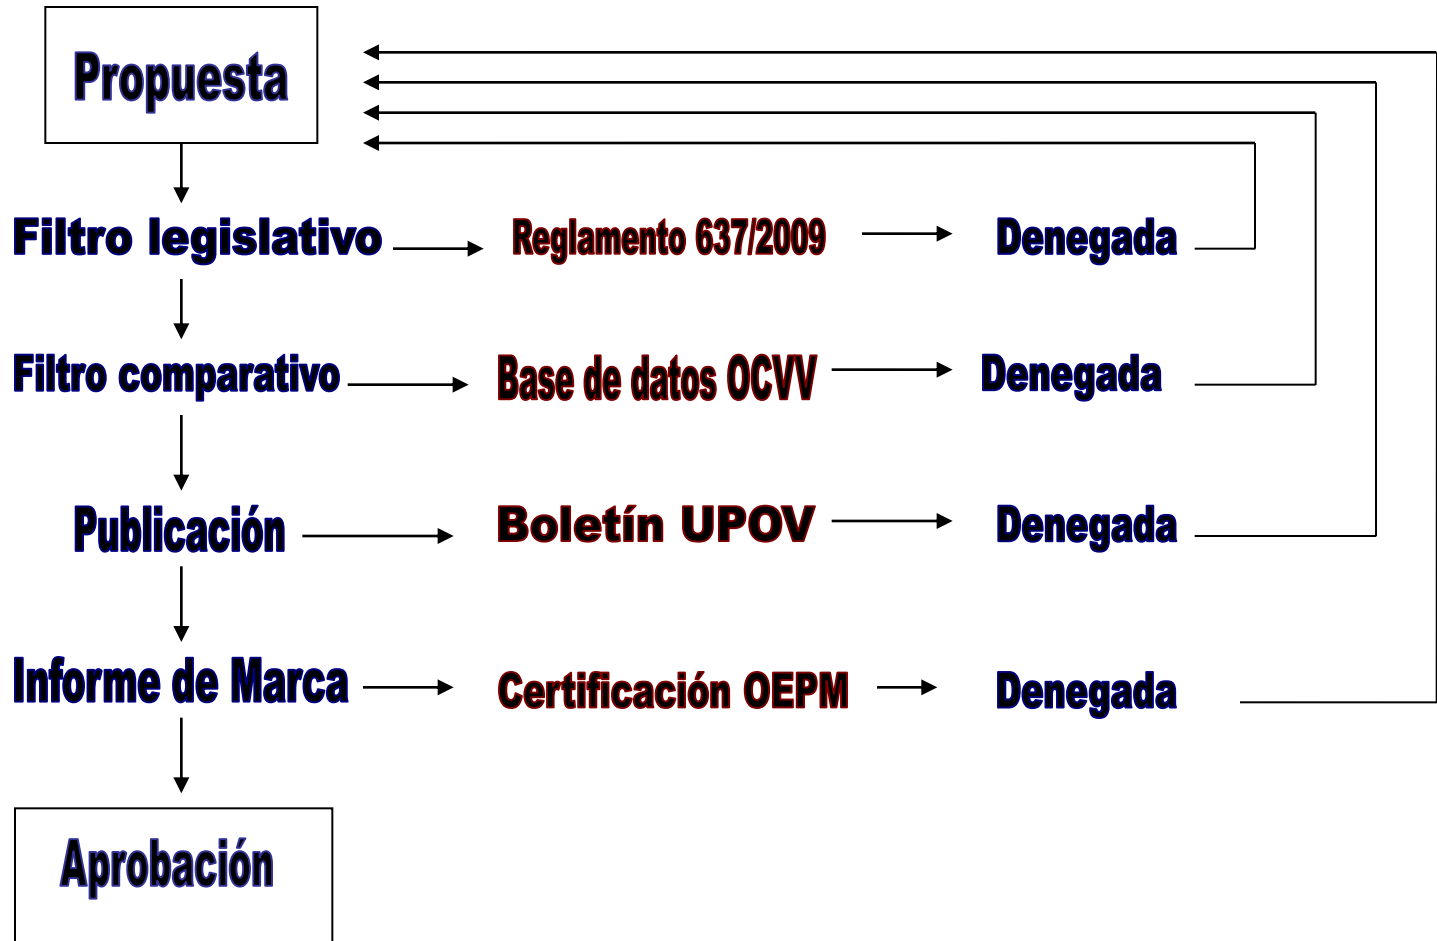 Propuesta
Filtro legislativo Reglamento 637/2009 Denegada
Filtro comparativo Base de datos OCVV Denegada
Publicación Boletín UPOV Denegada
Informe de Marca Certificación OEPM Denegada
Aprobación